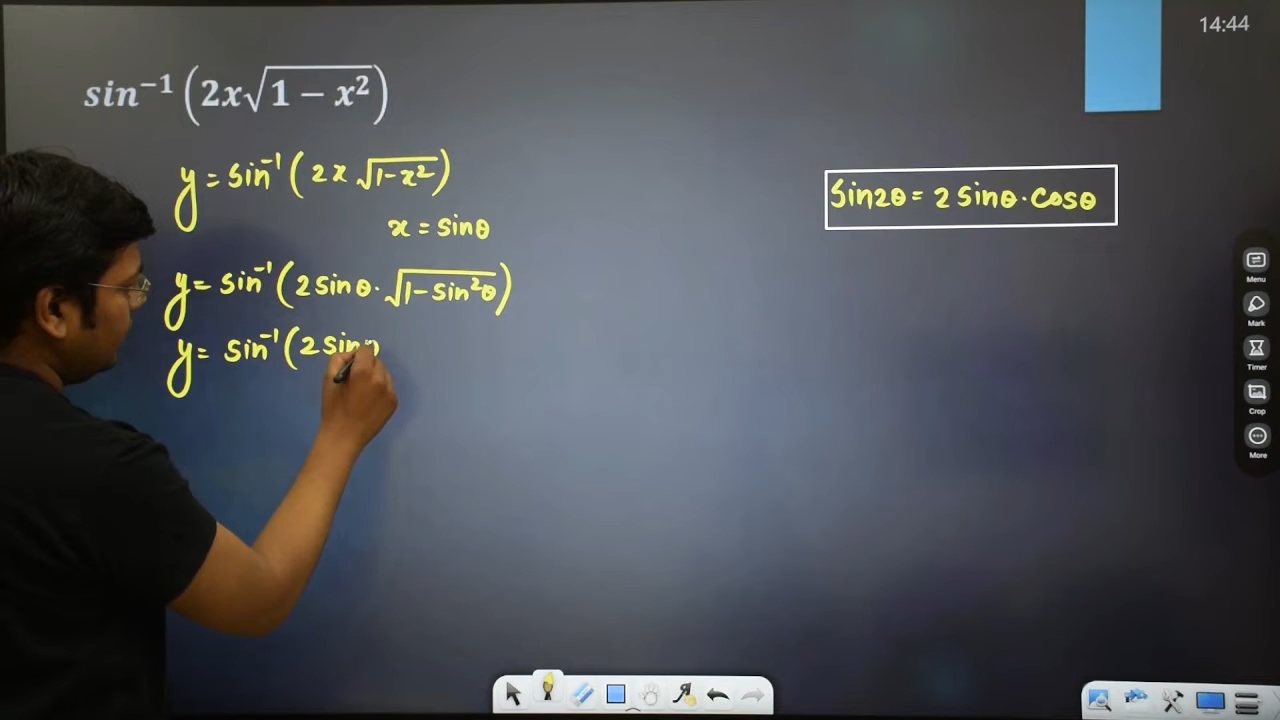 14:44
sin⁻¹(2x√(1 − x²))
y = sin⁻¹(2x √(1-x²))
x = sinθ
sin2θ = 2 sinθ · cosθ
y = sin⁻¹(2 sinθ · √(1-sin²θ))
y = sin⁻¹(2 sin
Menu
Mark
Timer
Crop
More